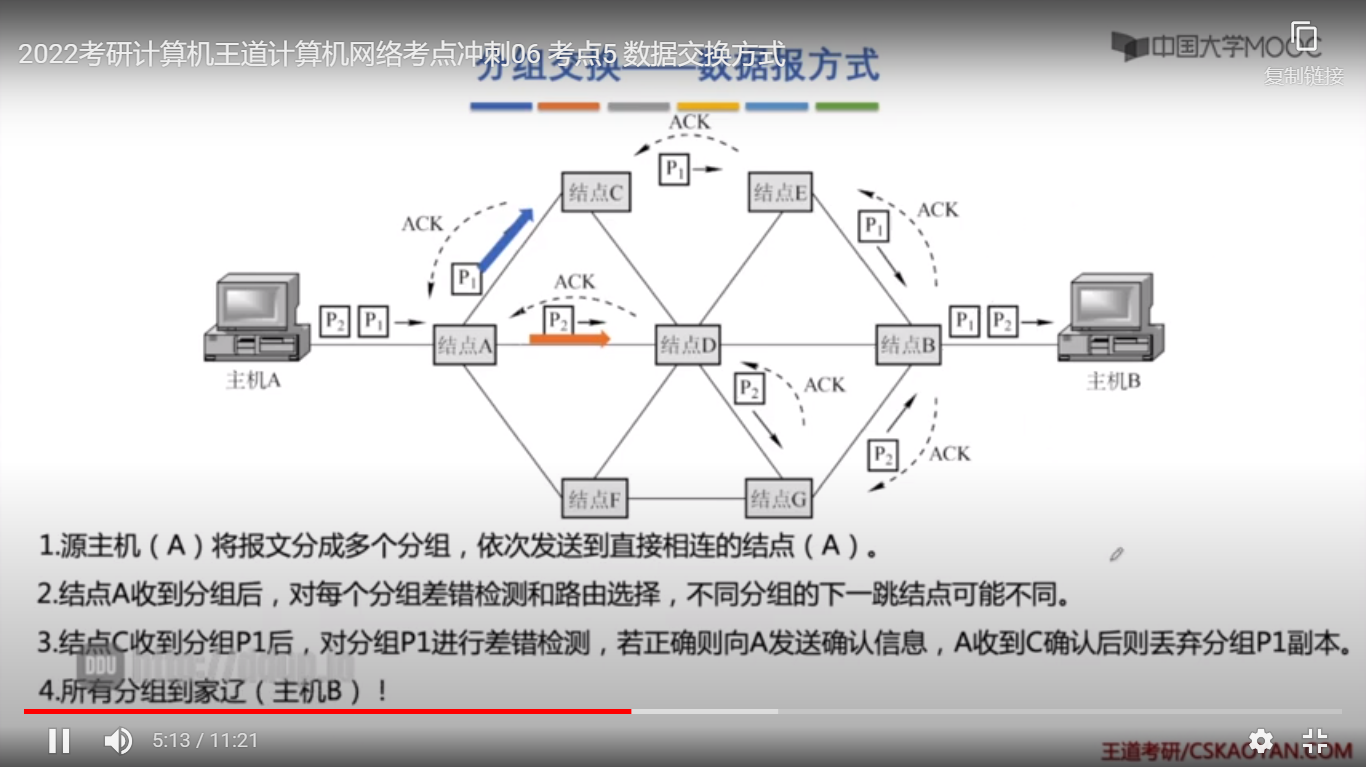 2022考研计算机王道计算机网络考点冲刺06 考点5 数据交换方式
中国大学MOOC
复制链接
分组交换——数据报方式
ACK
P1
结点C
结点E
ACK
P1
ACK
P1
ACK
P2
P2 P1
结点A
结点D
结点B
P1 P2
主机A
主机B
P2
ACK
P2
ACK
结点F
结点G
1.源主机（A）将报文分成多个分组，依次发送到直接相连的结点（A）。
2.结点A收到分组后，对每个分组差错检测和路由选择，不同分组的下一跳结点可能不同。
3.结点C收到分组P1后，对分组P1进行差错检测，若正确则向A发送确认信息，A收到C确认后则丢弃分组P1副本。
4.所有分组到家辽（主机B）！
5:13 / 11:21
王道考研/CSKAOYAN.COM